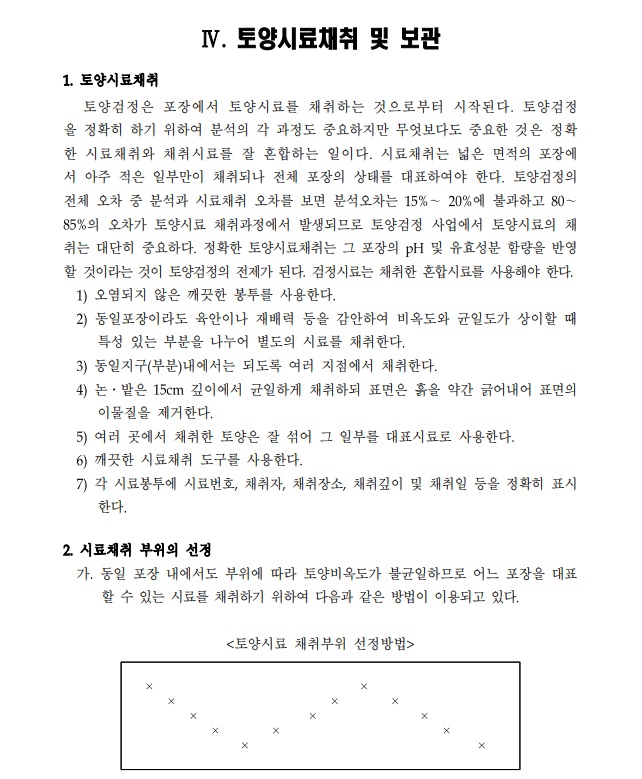 Ⅳ. 토양시료채취 및 보관
1. 토양시료채취
토양검정은 포장에서 토양시료를 채취하는 것으로부터 시작된다. 토양검정
을 정확히 하기 위하여 분석의 각 과정도 중요하지만 무엇보다도 중요한 것은 정확
한 시료채취와 채취시료를 잘 혼합하는 일이다. 시료채취는 넓은 면적의 포장에
서 아주 적은 일부만이 채취되나 전체 포장의 상태를 대표하여야 한다. 토양검정의
전체 오차 중 분석과 시료채취 오차를 보면 분석오차는 15%~ 20%에 불과하고 80~
85%의 오차가 토양시료 채취과정에서 발생되므로 토양검정 사업에서 토양시료의 채
취는 대단히 중요하다. 정확한 토양시료채취는 그 포장의 pH 및 유효성분 함량을 반영
할 것이라는 것이 토양검정의 전제가 된다. 검정시료는 채취한 혼합시료를 사용해야 한다.
1) 오염되지 않은 깨끗한 봉투를 사용한다.
2) 동일포장이라도 육안이나 재배력 등을 감안하여 비옥도와 균일도가 상이할 때
특성 있는 부분을 나누어 별도의 시료를 채취한다.
3) 동일지구(부분)내에서는 되도록 여러 지점에서 채취한다.
4) 논·밭은 15cm 깊이에서 균일하게 채취하되 표면은 흙을 약간 긁어내어 표면의
이물질을 제거한다.
5) 여러 곳에서 채취한 토양은 잘 섞어 그 일부를 대표시료로 사용한다.
6) 깨끗한 시료채취 도구를 사용한다.
7) 각 시료봉투에 시료번호, 채취자, 채취장소, 채취깊이 및 채취일 등을 정확히 표시
한다.
2. 시료채취 부위의 선정
가. 동일 포장 내에서도 부위에 따라 토양비옥도가 불균일하므로 어느 포장을 대표
할 수 있는 시료를 채취하기 위하여 다음과 같은 방법이 이용되고 있다.
<토양시료 채취부위 선정방법>